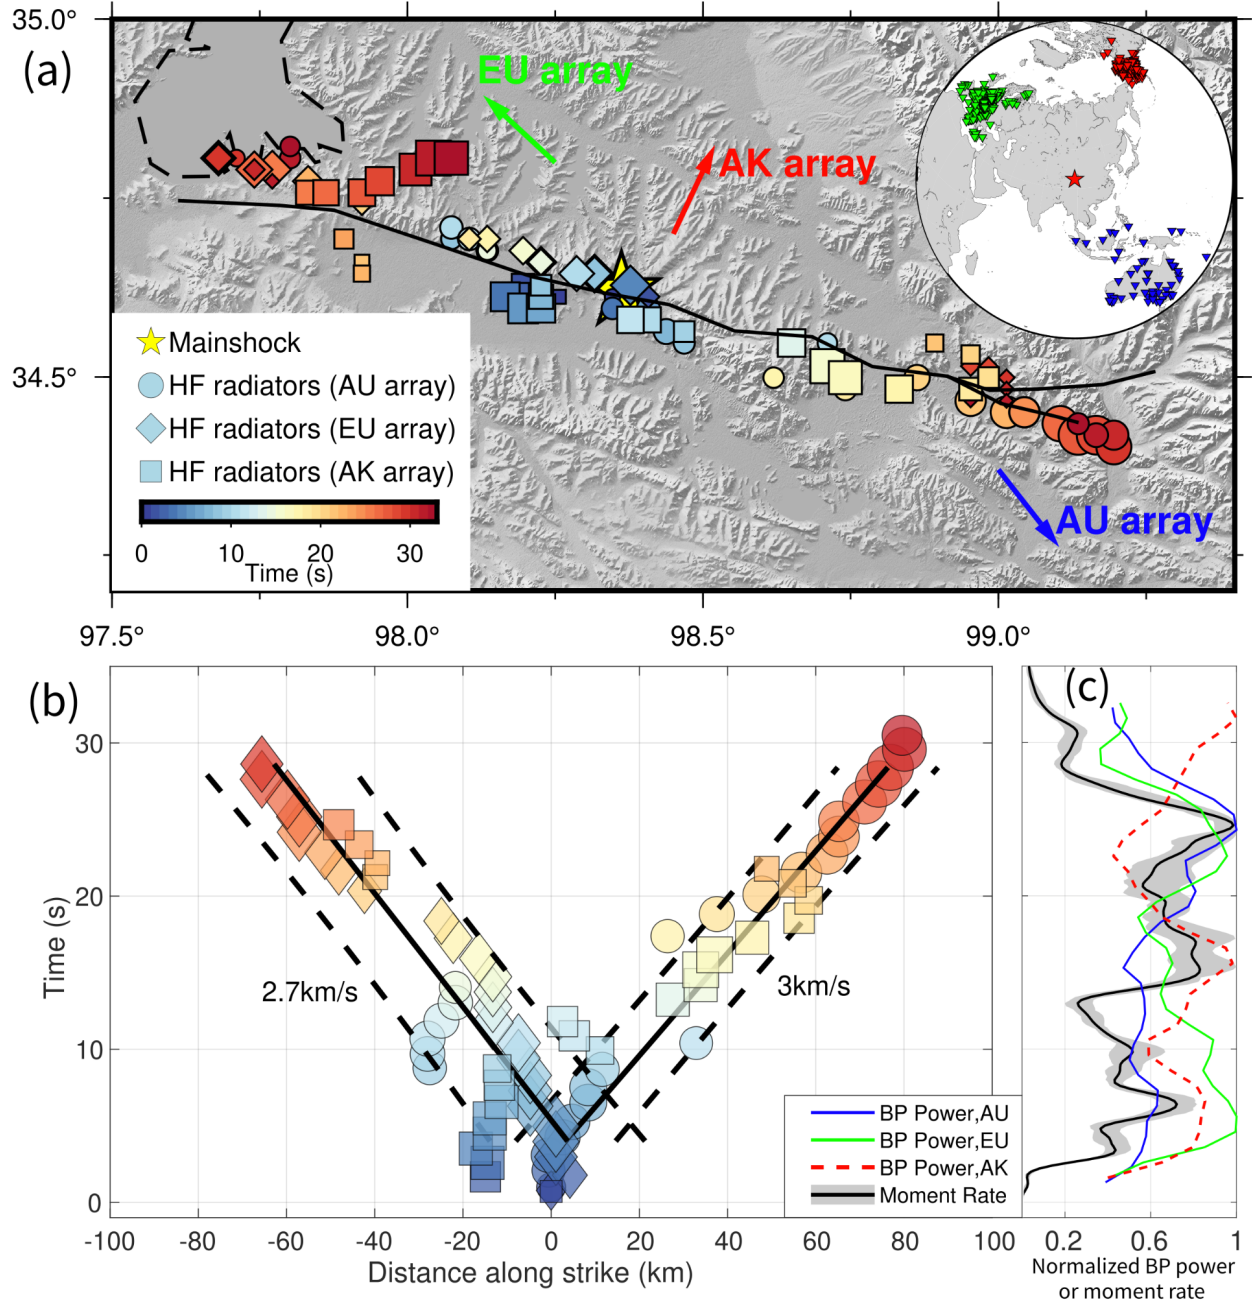 35.0°
(a)
EU array
AK array
34.5°
Mainshock
HF radiators (AU array)
HF radiators (EU array)
HF radiators (AK array)
0 10 20 30
Time (s)
AU array
97.5° 98.0° 98.5° 99.0°
(b)
(c)
30
20
10
0
Time (s)
2.7km/s
3km/s
BP Power,AU
BP Power,EU
BP Power,AK
Moment Rate
-100 -80 -60 -40 -20 0 20 40 60 80 100
Distance along strike (km)
0.2 0.6 1
Normalized BP power
or moment rate